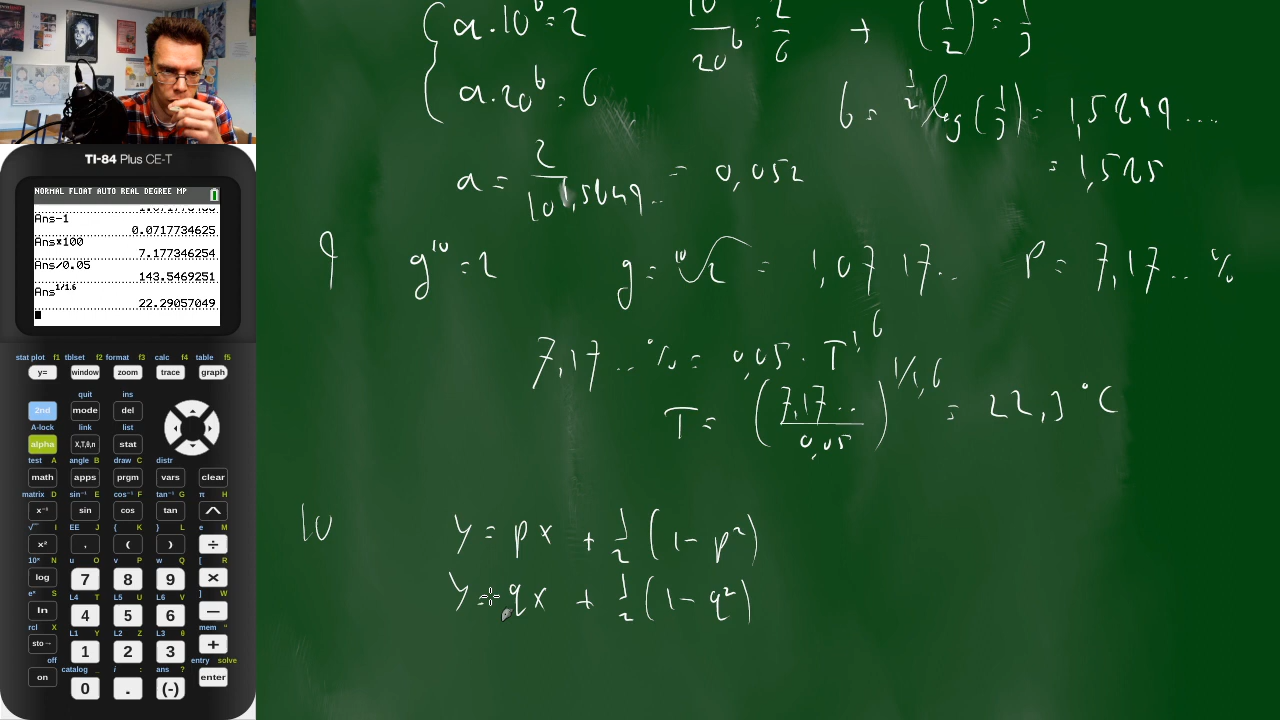 a·10^b = 2    10^b/20^b = 2/6    +    (1/2)^b = 1/3
a·20^b = 6    b = ^{1/2}log(1/3) = 1,5849....
a = 2/10^{1,5849..} = 0,052    = 1,585
9    g^10 = 2    g = ^{10}√2 = 1,0717..    P = 7,17.. %
7,17.. % = 0,05 · T^{1,6}
T = (7,17../0,05)^{1/1,6} = 22,3 °C
10    y = px + 1/2 (1 - p²)
y = qx + 1/2 (1 - q²)
TI-84 Plus CE-T
NORMAL FLOAT AUTO REAL DEGREE MP
Ans-1
0.0717734625
Ans*100
7.177346254
Ans/0.05
143.5469251
Ans^{1/1.6}
22.29057049
stat plot f1 tblset f2 format f3 calc f4 table f5
y= window zoom trace graph
quit ins
2nd mode del
A-lock link list
alpha X,T,θ,n stat
test A angle B draw C distr
math apps prgm vars clear
matrix D sin⁻¹ E cos⁻¹ F tan⁻¹ G π H
x⁻¹ sin cos tan ^
√ I EE J { K } L e M
x² , ( ) ÷
10ˣ N u O v P w Q [ R
log 7 8 9 ×
eˣ S L4 T L5 U L6 V ] W
ln 4 5 6 —
rcl X L1 Y L2 Z L3 θ mem "
sto→ 1 2 3 +
off catalog _ i : ans ? entry solve
on 0 . (-) enter